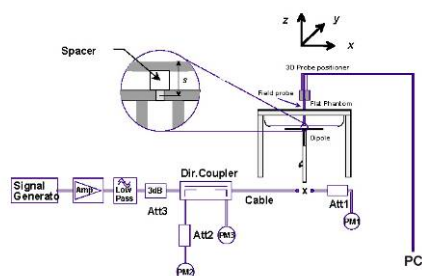 z
y
x
Spacer
s
3D Probe positioner
Field probe
Flat Phantom
Dipole
Dir.Coupler
Signal
Generato
Amp
Low
Pass
3dB
Att3
Cable
x
Att1
PM1
Att2
PM3
PM2
PC